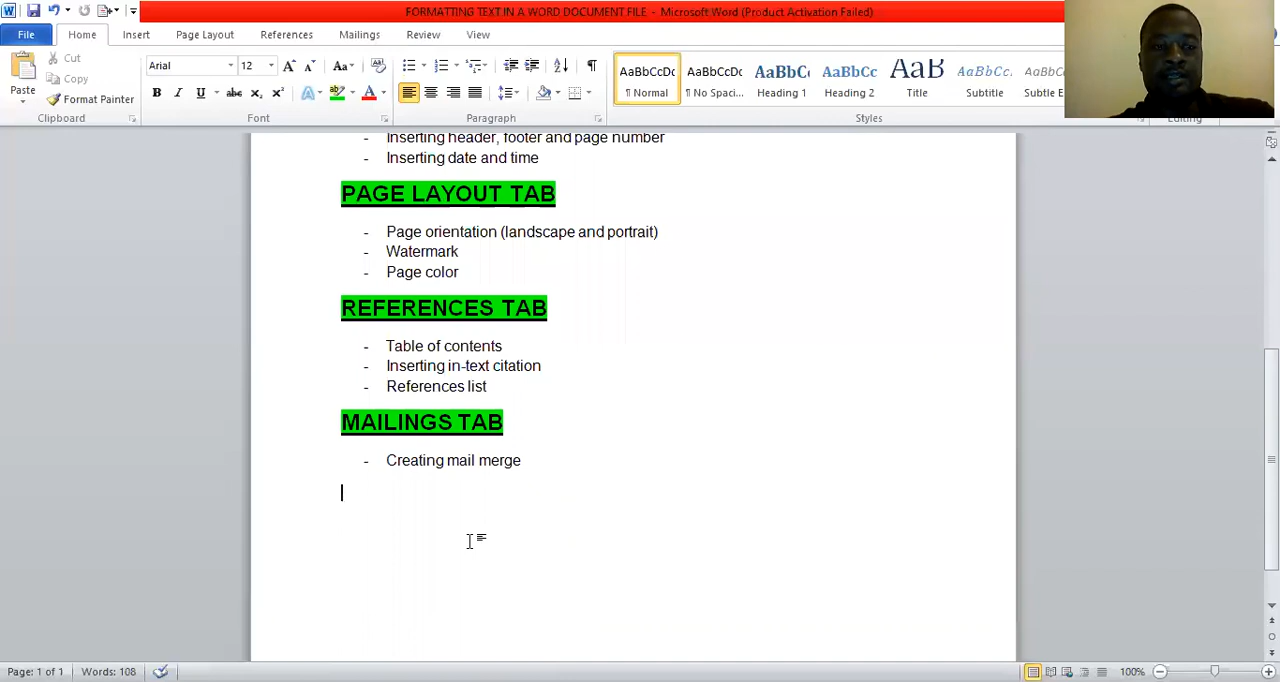 FORMATTING TEXT IN A WORD DOCUMENT FILE - Microsoft Word (Product Activation Failed)
File Home Insert Page Layout References Mailings Review View
Cut
Copy
Paste
Format Painter
Clipboard
Arial 12
Font
Paragraph
AaBbCcDc AaBbCcDc AaBbC AaBbCc AaB AaBbCc. AaBbCc
¶ Normal ¶ No Spaci... Heading 1 Heading 2 Title Subtitle Subtle E
Styles
Editing
- Inserting header, footer and page number
- Inserting date and time
PAGE LAYOUT TAB
- Page orientation (landscape and portrait)
- Watermark
- Page color
REFERENCES TAB
- Table of contents
- Inserting in-text citation
- References list
MAILINGS TAB
- Creating mail merge
Page: 1 of 1 Words: 108 100%